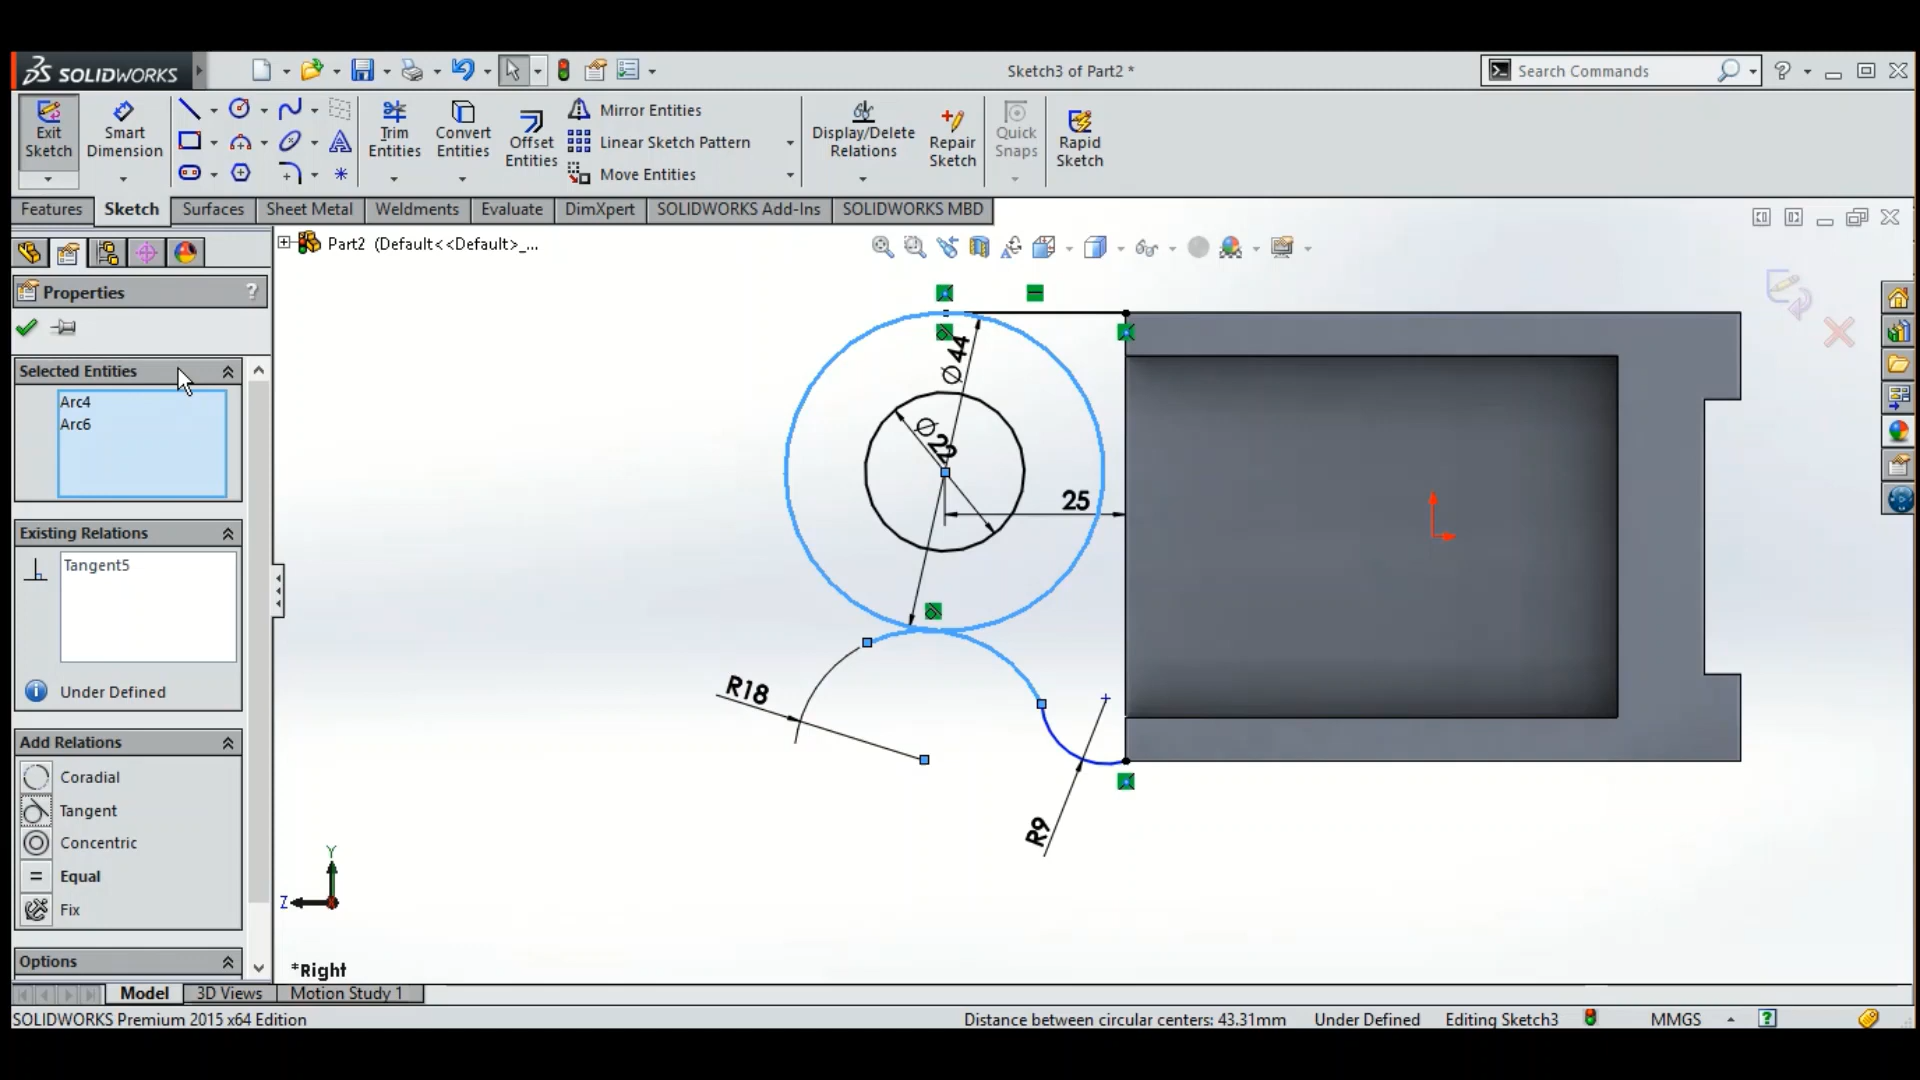 SOLIDWORKS
Sketch3 of Part2 *
Search Commands
Exit Sketch
Smart Dimension
Trim Entities
Convert Entities
Offset Entities
Mirror Entities
Linear Sketch Pattern
Move Entities
Display/Delete Relations
Repair Sketch
Quick Snaps
Rapid Sketch
Features
Sketch
Surfaces
Sheet Metal
Weldments
Evaluate
DimXpert
SOLIDWORKS Add-Ins
SOLIDWORKS MBD
Part2 (Default<<Default>_...
Properties
?
Selected Entities
Arc4
Arc6
Existing Relations
Tangent5
Under Defined
Add Relations
Coradial
Tangent
Concentric
Equal
Fix
Options
∅44
∅22
25
R18
R9
Y
Z
*Right
Model
3D Views
Motion Study 1
SOLIDWORKS Premium 2015 x64 Edition
Distance between circular centers: 43.31mm
Under Defined
Editing Sketch3
MMGS
?